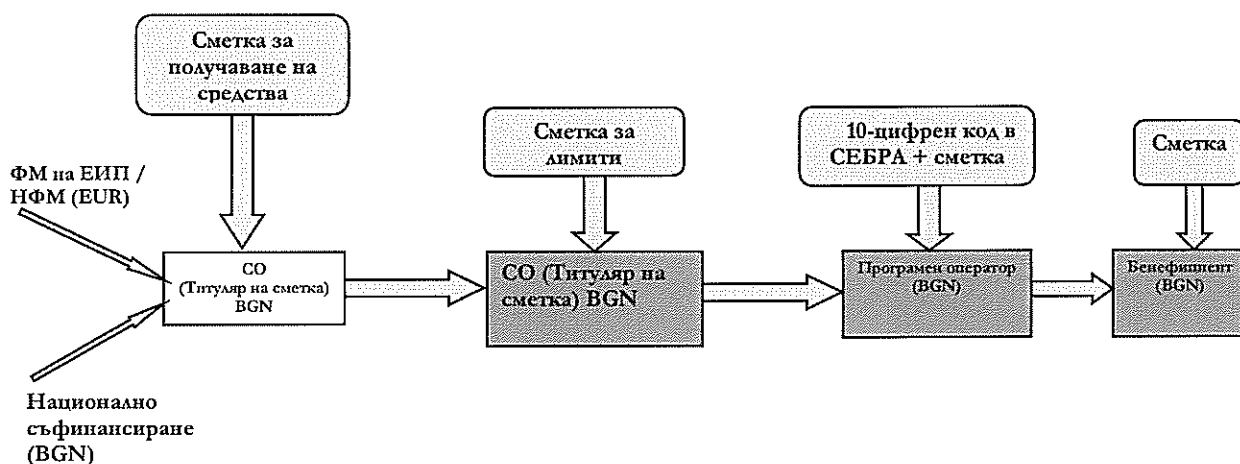 Сметка за
получаване на
средства
Сметка за
лимити
10-цифрен код в
СЕБРА + сметка
Сметка
ФМ на ЕИП /
НФМ (EUR)
СО
(Титуляр на сметка)
BGN
СО (Титуляр на
сметка) BGN
Програмен оператор
(BGN)
Бенефициент
(BGN)
Национално
съфинансиране
(BGN)